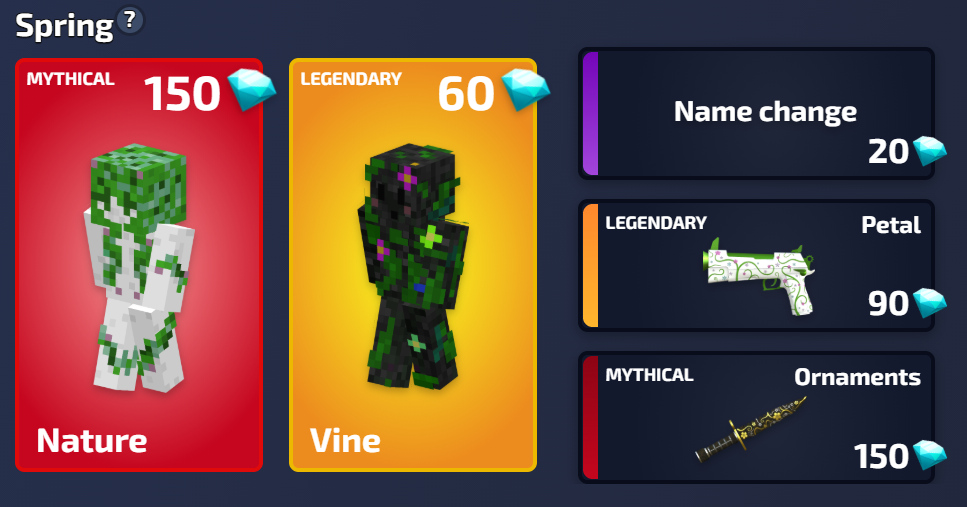 Spring ?
MYTHICAL 150
Nature
LEGENDARY 60
Vine
Name change
20
LEGENDARY Petal
90
MYTHICAL Ornaments
150